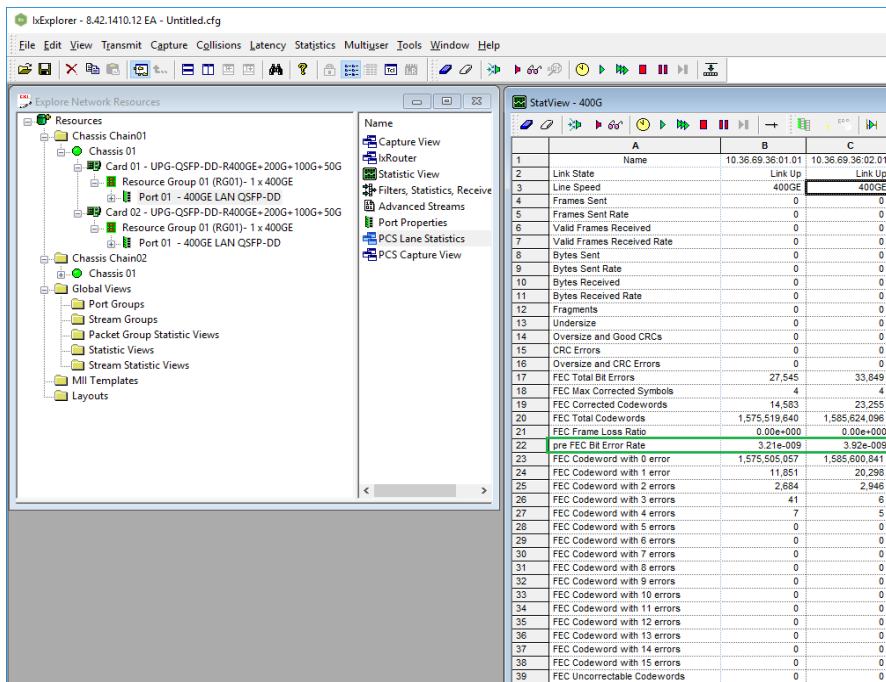 IxExplorer - 8.42.1410.12 EA - Untitled.cfg
File Edit View Transmit Capture Collisions Latency Statistics Multiuser Tools Window Help
Explore Network Resources
Resources
Chassis Chain01
Chassis 01
Card 01 - UPG-QSFP-DD-R400GE+200G+100G+50G
Resource Group 01 (RG01)- 1 x 400GE
Port 01 - 400GE LAN QSFP-DD
Card 02 - UPG-QSFP-DD-R400GE+200G+100G+50G
Resource Group 01 (RG01)- 1 x 400GE
Port 01 - 400GE LAN QSFP-DD
Chassis Chain02
Chassis 01
Global Views
Port Groups
Stream Groups
Packet Group Statistic Views
Statistic Views
Stream Statistic Views
MII Templates
Layouts
Name
Capture View
IxRouter
Statistic View
Filters, Statistics, Receive
Advanced Streams
Port Properties
PCS Lane Statistics
PCS Capture View
StatView - 400G
A B C
1 Name 10.36.69.36:01.01 10.36.69.36:02.01
2 Link State Link Up Link Up
3 Line Speed 400GE 400GE
4 Frames Sent 0 0
5 Frames Sent Rate 0 0
6 Valid Frames Received 0 0
7 Valid Frames Received Rate 0 0
8 Bytes Sent 0 0
9 Bytes Sent Rate 0 0
10 Bytes Received 0 0
11 Bytes Received Rate 0 0
12 Fragments 0 0
13 Undersize 0 0
14 Oversize and Good CRCs 0 0
15 CRC Errors 0 0
16 Oversize and CRC Errors 0 0
17 FEC Total Bit Errors 27,545 33,849
18 FEC Max Corrected Symbols 4 4
19 FEC Corrected Codewords 14,583 23,255
20 FEC Total Codewords 1,575,519,640 1,585,624,096
21 FEC Frame Loss Ratio 0.00e+000 0.00e+000
22 pre FEC Bit Error Rate 3.21e-009 3.92e-009
23 FEC Codeword with 0 error 1,575,505,057 1,585,600,841
24 FEC Codeword with 1 error 11,851 20,298
25 FEC Codeword with 2 errors 2,684 2,946
26 FEC Codeword with 3 errors 41 6
27 FEC Codeword with 4 errors 7 5
28 FEC Codeword with 5 errors 0 0
29 FEC Codeword with 6 errors 0 0
30 FEC Codeword with 7 errors 0 0
31 FEC Codeword with 8 errors 0 0
32 FEC Codeword with 9 errors 0 0
33 FEC Codeword with 10 errors 0 0
34 FEC Codeword with 11 errors 0 0
35 FEC Codeword with 12 errors 0 0
36 FEC Codeword with 13 errors 0 0
37 FEC Codeword with 14 errors 0 0
38 FEC Codeword with 15 errors 0 0
39 FEC Uncorrectable Codewords 0 0